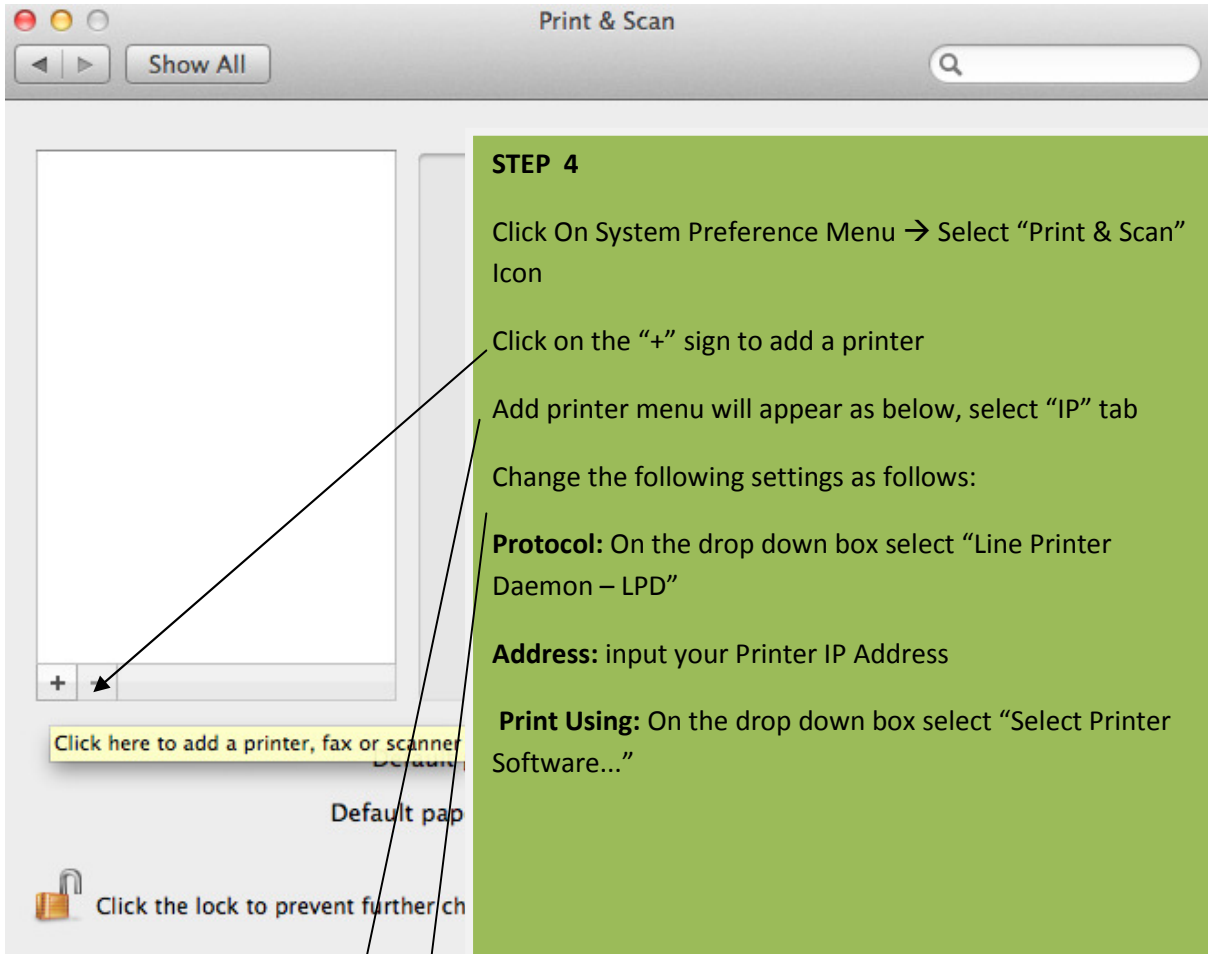 Print & Scan
Show All
STEP 4
Click On System Preference Menu → Select “Print & Scan”
Icon
Click on the “+” sign to add a printer
Add printer menu will appear as below, select “IP” tab
Change the following settings as follows:
Protocol: On the drop down box select “Line Printer
Daemon – LPD”
Address: input your Printer IP Address
Print Using: On the drop down box select “Select Printer
Software...”
+ -
Click here to add a printer, fax or scanner
Default
Default pap
Click the lock to prevent further ch